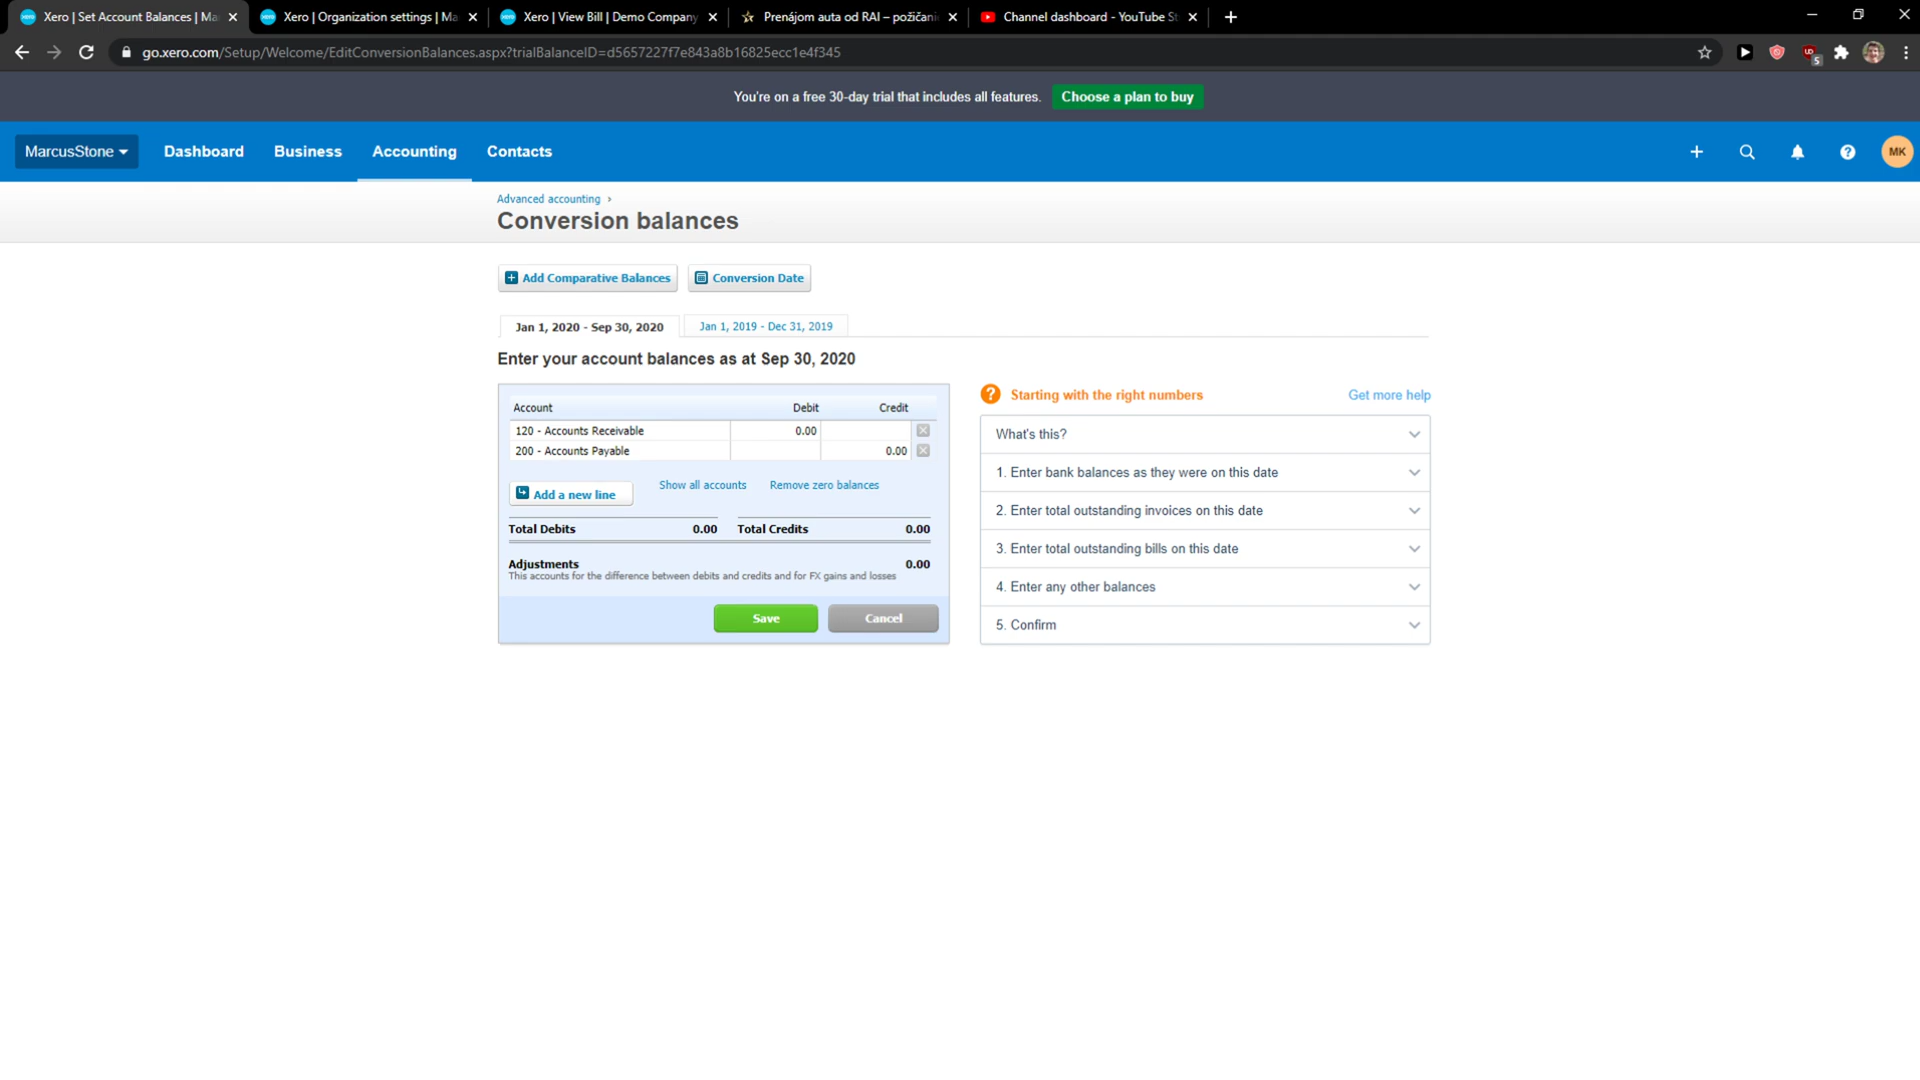 Xero | Set Account Balances | Ma
Xero | Organization settings | Ma
Xero | View Bill | Demo Company
Prenájom auta od RAI – požičani
Channel dashboard - YouTube St
go.xero.com/Setup/Welcome/EditConversionBalances.aspx?trialBalanceID=d5657227f7e843a8b16825ecc1e4f345
5
You're on a free 30-day trial that includes all features.
Choose a plan to buy
MarcusStone
Dashboard
Business
Accounting
Contacts
MK
Advanced accounting ›
Conversion balances
Add Comparative Balances
Conversion Date
Jan 1, 2020 - Sep 30, 2020
Jan 1, 2019 - Dec 31, 2019
Enter your account balances as at Sep 30, 2020
Account Debit Credit
120 - Accounts Receivable 0.00
200 - Accounts Payable 0.00
Add a new line
Show all accounts
Remove zero balances
Total Debits 0.00 Total Credits 0.00
Adjustments 0.00
This accounts for the difference between debits and credits and for FX gains and losses
Save
Cancel
? Starting with the right numbers
Get more help
What's this?
1. Enter bank balances as they were on this date
2. Enter total outstanding invoices on this date
3. Enter total outstanding bills on this date
4. Enter any other balances
5. Confirm